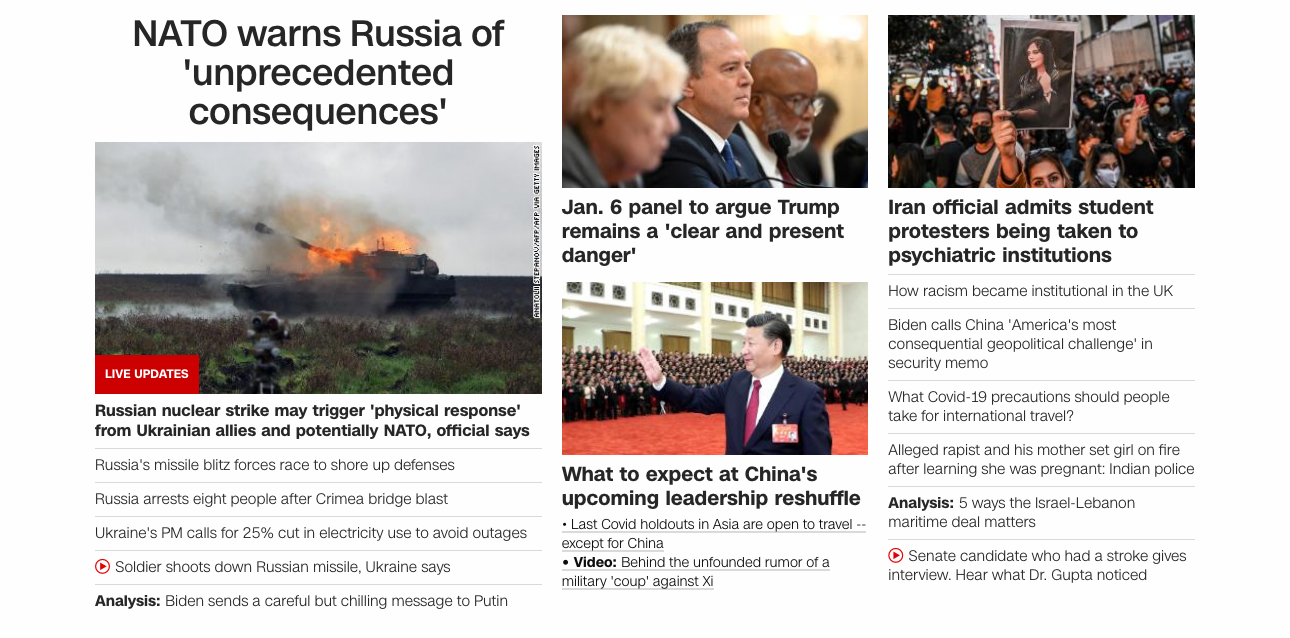 NATO warns Russia of
'unprecedented
consequences'
ANATOLII STEPANOV/AFP/AFP VIA GETTY IMAGES
LIVE UPDATES
Russian nuclear strike may trigger 'physical response'
from Ukrainian allies and potentially NATO, official says
Russia's missile blitz forces race to shore up defenses
Russia arrests eight people after Crimea bridge blast
Ukraine's PM calls for 25% cut in electricity use to avoid outages
Soldier shoots down Russian missile, Ukraine says
Analysis: Biden sends a careful but chilling message to Putin
Jan. 6 panel to argue Trump
remains a 'clear and present
danger'
What to expect at China's
upcoming leadership reshuffle
• Last Covid holdouts in Asia are open to travel --
except for China
• Video: Behind the unfounded rumor of a
military 'coup' against Xi
Iran official admits student
protesters being taken to
psychiatric institutions
How racism became institutional in the UK
Biden calls China 'America's most
consequential geopolitical challenge' in
security memo
What Covid-19 precautions should people
take for international travel?
Alleged rapist and his mother set girl on fire
after learning she was pregnant: Indian police
Analysis: 5 ways the Israel-Lebanon
maritime deal matters
Senate candidate who had a stroke gives
interview. Hear what Dr. Gupta noticed